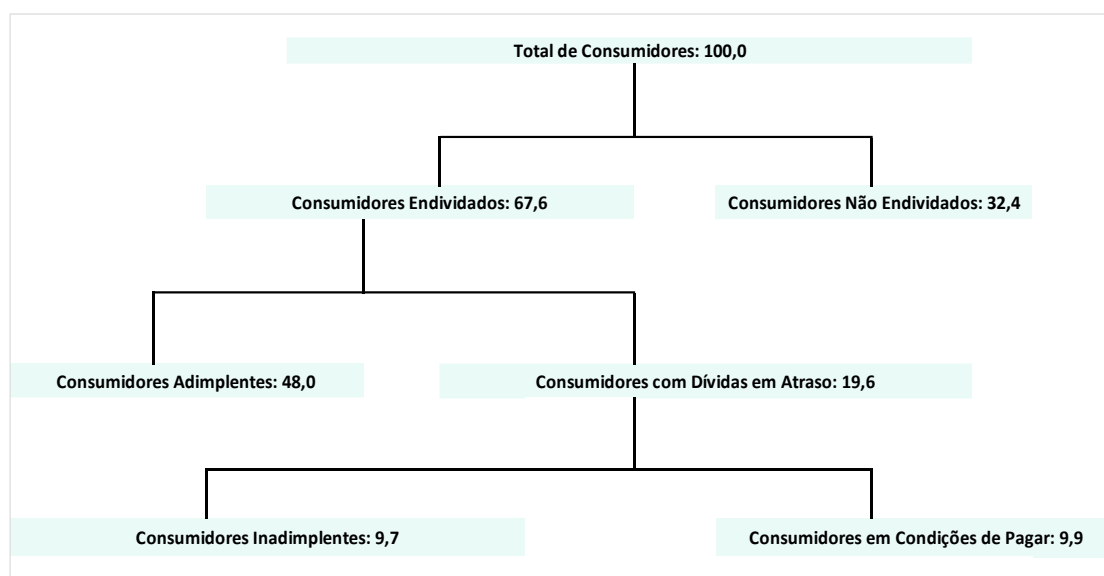 Total de Consumidores: 100,0
Consumidores Endividados: 67,6
Consumidores Não Endividados: 32,4
Consumidores Adimplentes: 48,0
Consumidores com Dívidas em Atraso: 19,6
Consumidores Inadimplentes: 9,7
Consumidores em Condições de Pagar: 9,9